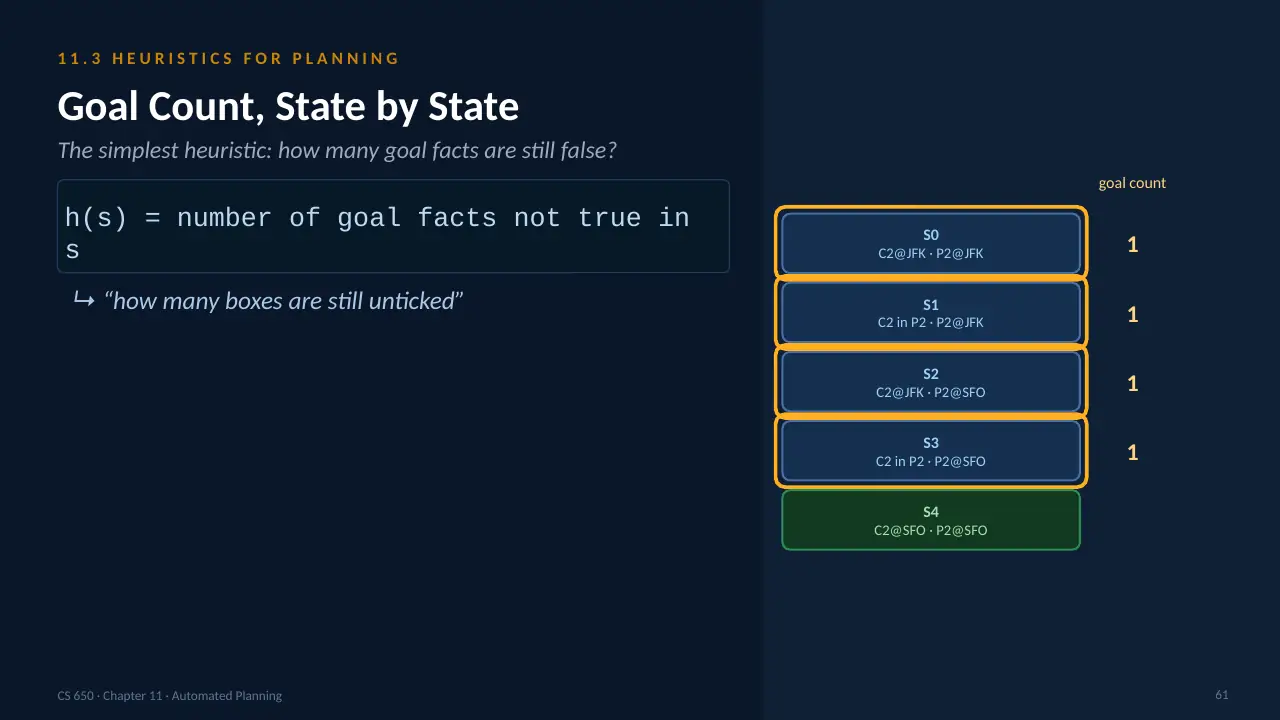 11.3 HEURISTICS FOR PLANNING
Goal Count, State by State
The simplest heuristic: how many goal facts are still false?
h(s) = number of goal facts not true in
s
↪ “how many boxes are still unticked”
goal count
S0
C2@JFK · P2@JFK
1
S1
C2 in P2 · P2@JFK
1
S2
C2@JFK · P2@SFO
1
S3
C2 in P2 · P2@SFO
1
S4
C2@SFO · P2@SFO
CS 650 · Chapter 11 · Automated Planning
61